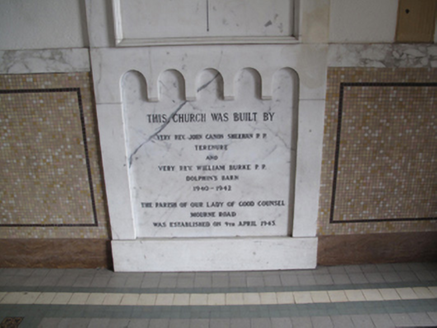 THIS CHURCH WAS BUILT BY
VERY REV. JOHN CANON SHEEHAN P.P.
TERENURE
AND
VERY REV. WILLIAM BURKE P.P.
DOLPHIN'S BARN
1940-1942
THE PARISH OF OUR LADY OF GOOD COUNSEL
MOURNE ROAD
WAS ESTABLISHED ON 9TH APRIL 1943.